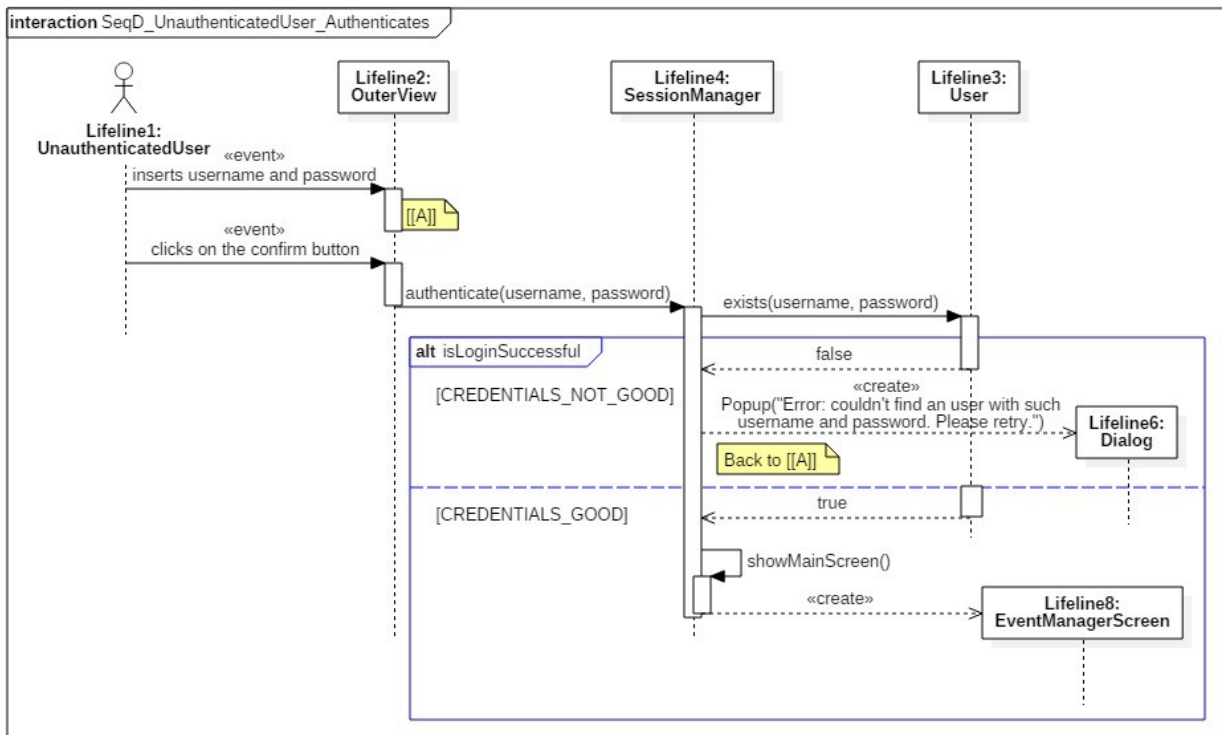 interaction SeqD_UnauthenticatedUser_Authenticates
Lifeline1:
UnauthenticatedUser
Lifeline2:
OuterView
Lifeline4:
SessionManager
Lifeline3:
User
«event»
inserts username and password
[[A]]
«event»
clicks on the confirm button
authenticate(username, password)
exists(username, password)
alt isLoginSuccessful
false
[CREDENTIALS_NOT_GOOD]
«create»
Popup("Error: couldn't find an user with such
username and password. Please retry.")
Lifeline6:
Dialog
Back to [[A]]
true
[CREDENTIALS_GOOD]
showMainScreen()
«create»
Lifeline8:
EventManagerScreen